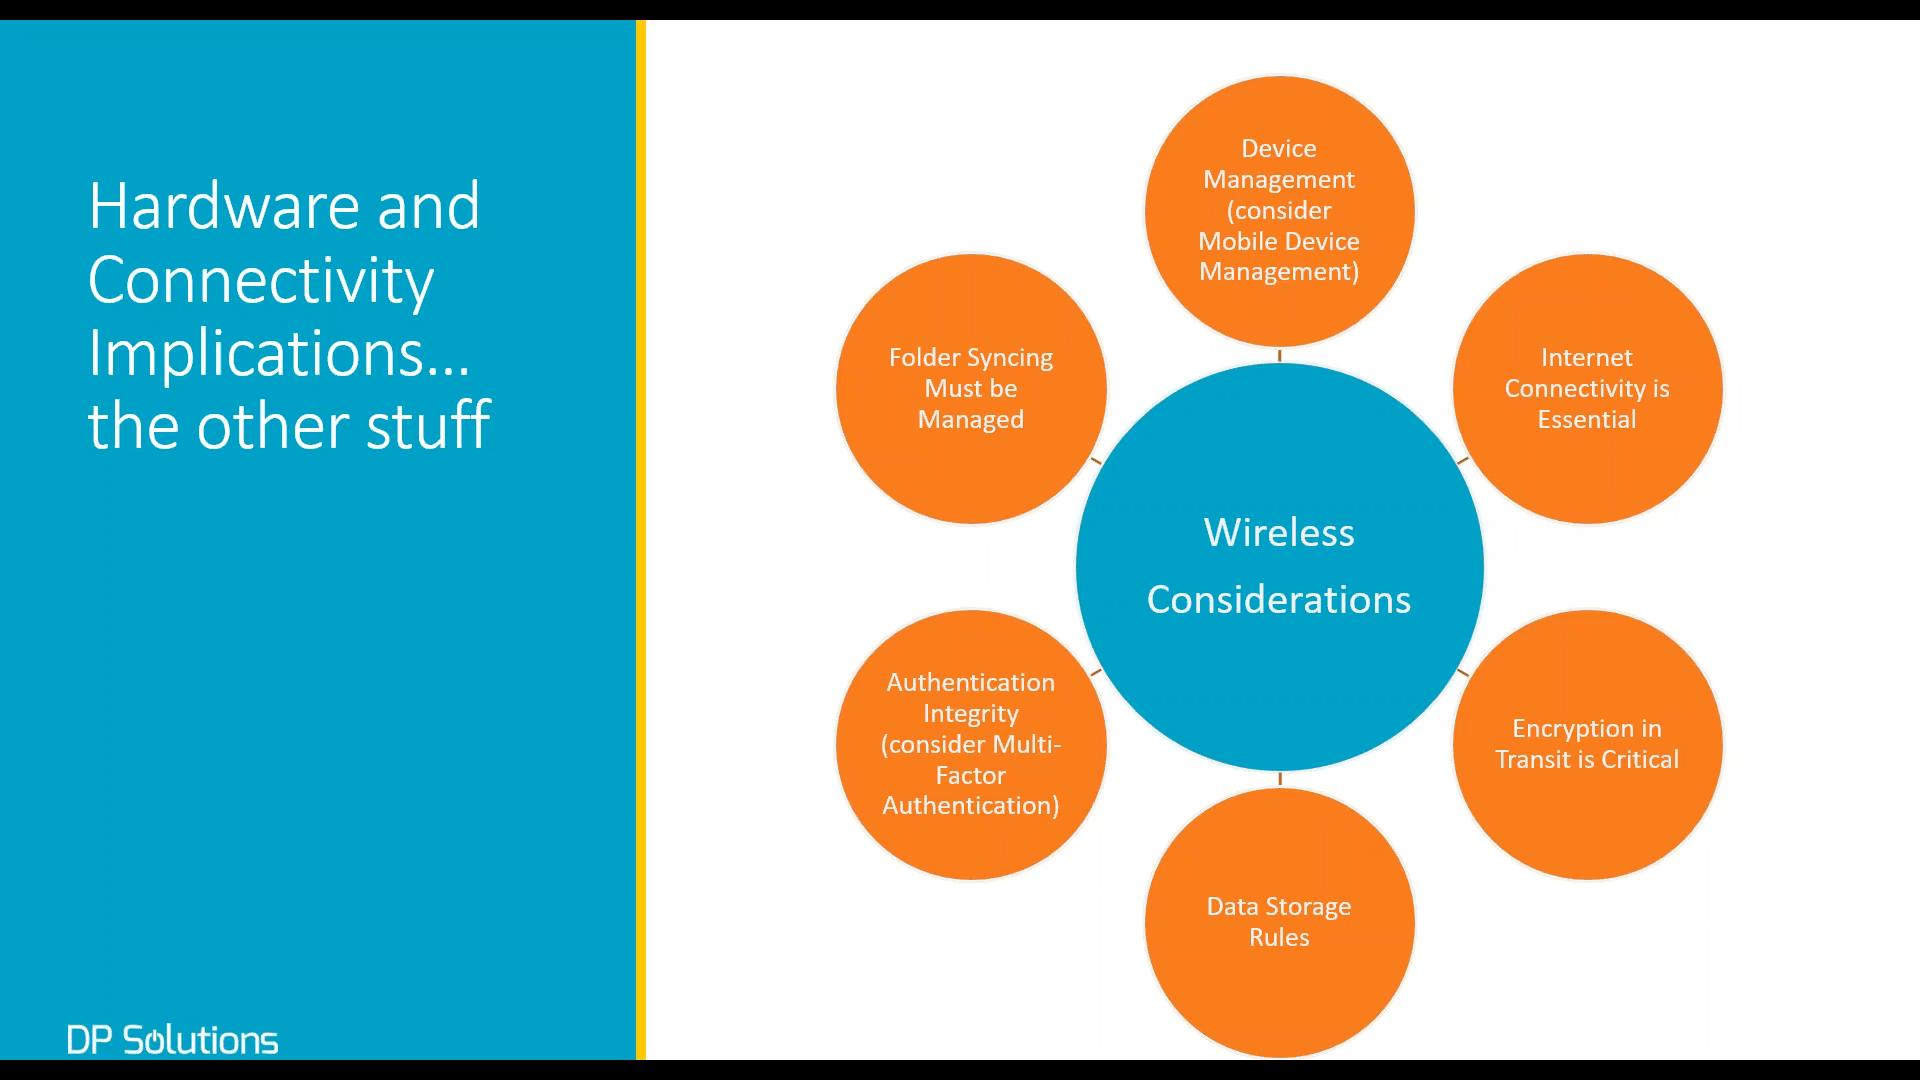 Hardware and
Connectivity
Implications...
the other stuff
Device
Management
(consider
Mobile Device
Management)
Internet
Connectivity is
Essential
Encryption in
Transit is Critical
Data Storage
Rules
Authentication
Integrity
(consider Multi-
Factor
Authentication)
Folder Syncing
Must be
Managed
Wireless
Considerations
DP Solutions